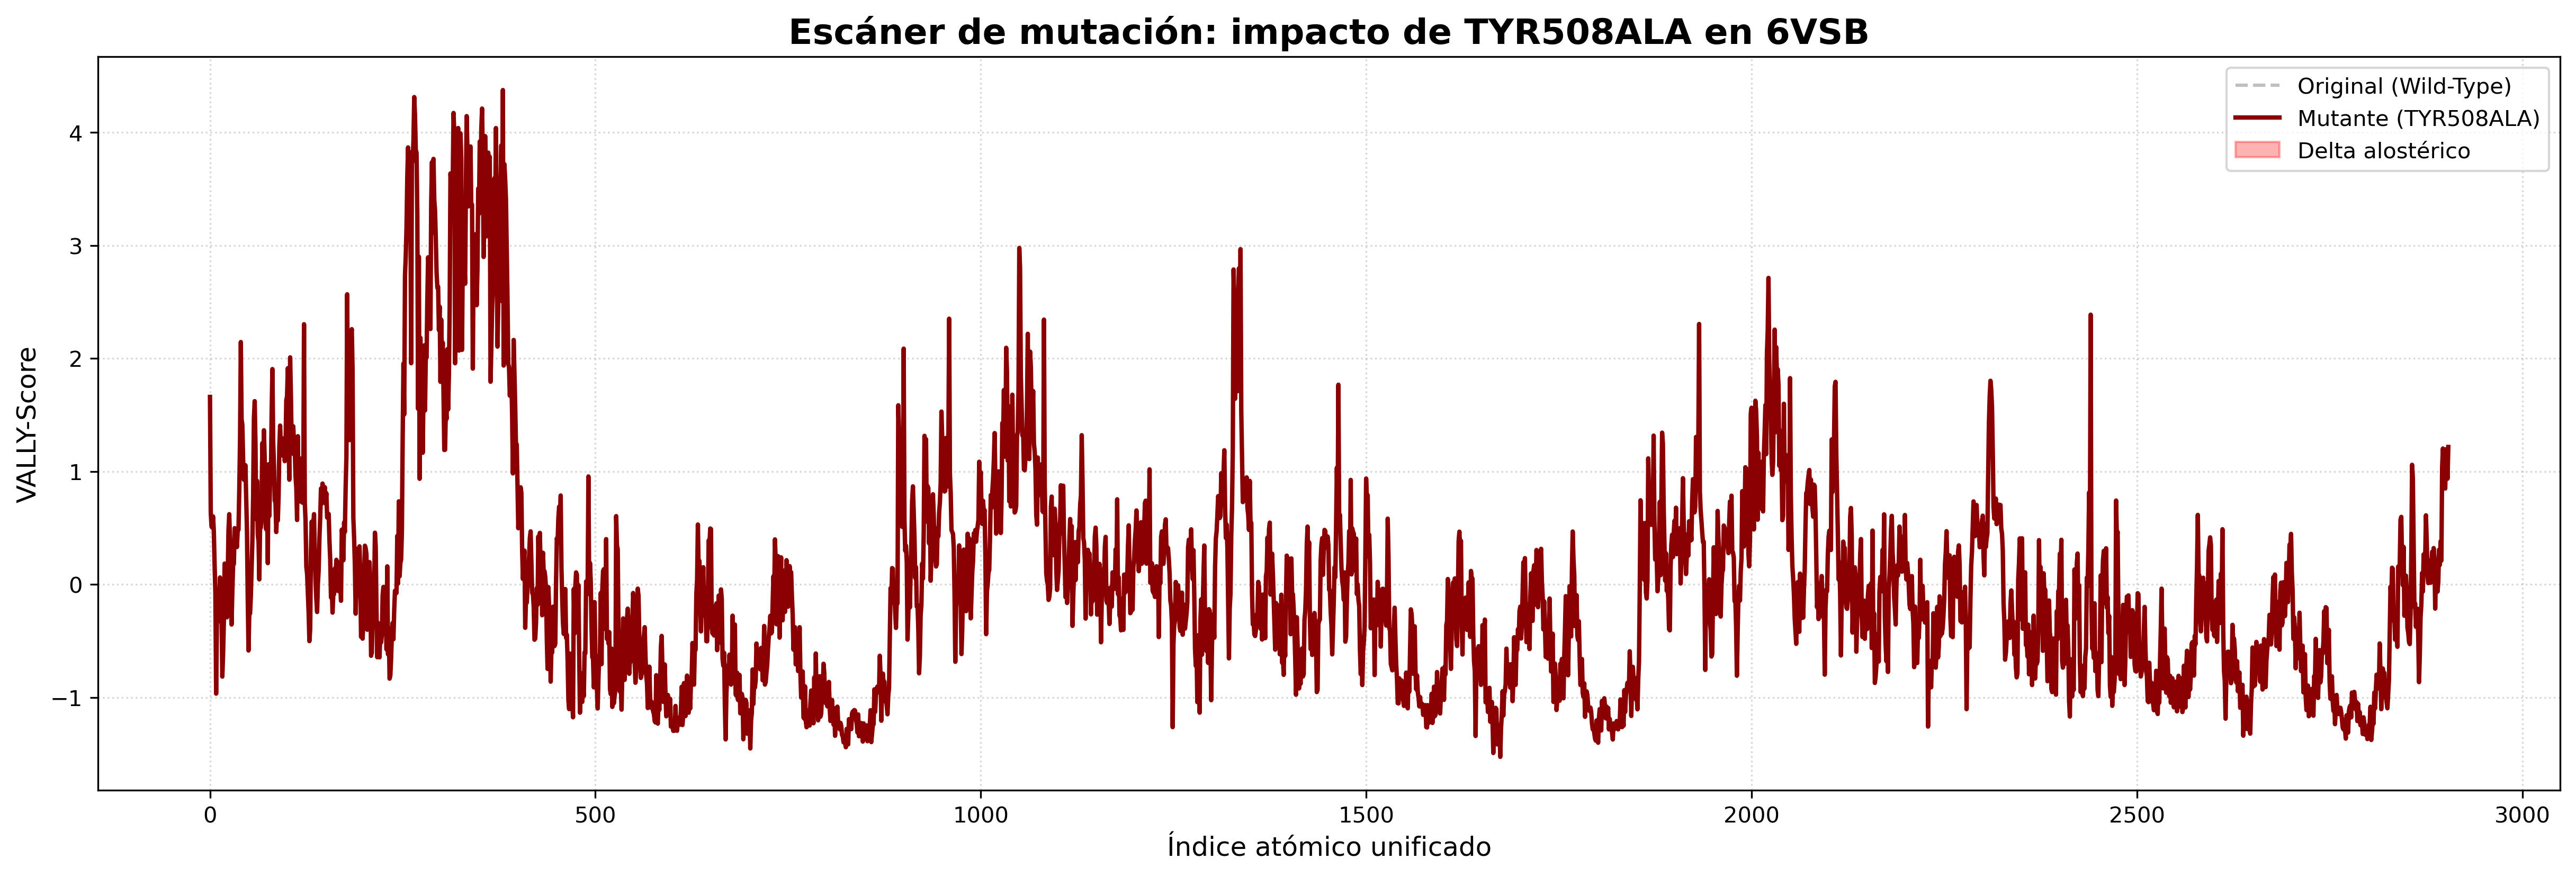 Escáner de mutación: impacto de TYR508ALA en 6VSB
Original (Wild-Type)
Mutante (TYR508ALA)
Delta alostérico
VALLY-Score
4
3
2
1
0
−1
0 500 1000 1500 2000 2500 3000
Índice atómico unificado